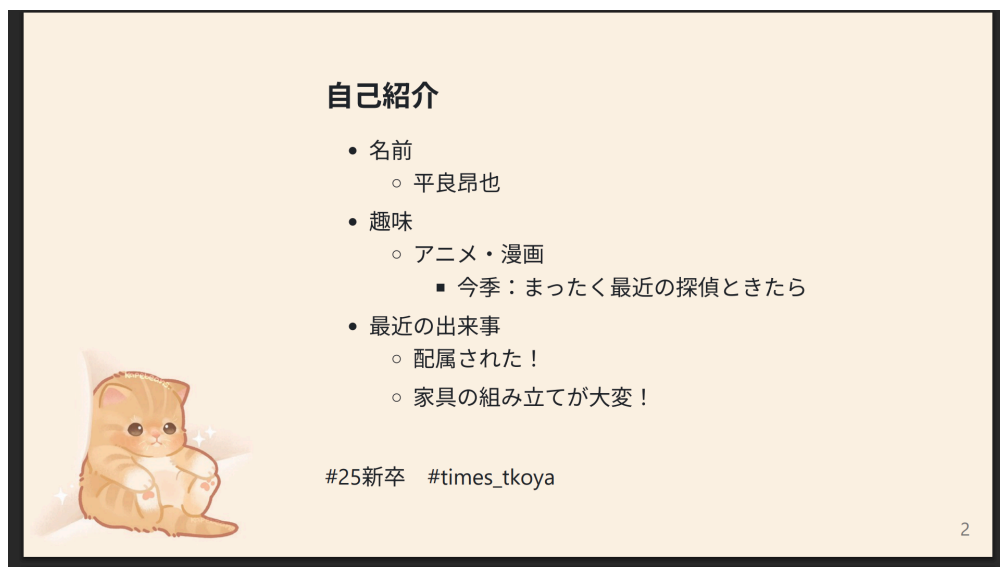 自己紹介
名前
平良昂也
趣味
アニメ・漫画
今季：まったく最近の探偵ときたら
最近の出来事
配属された！
家具の組み立てが大変！
#25新卒　#times_tkoya
2